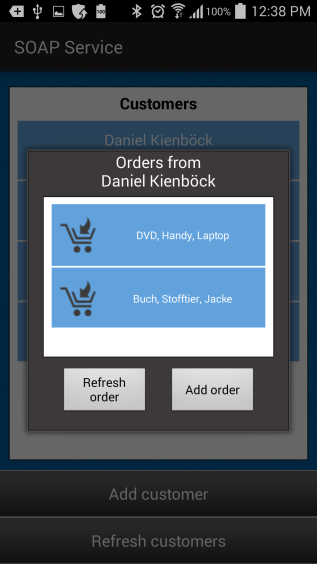 100% 12:38 PM
SOAP Service
Customers
Daniel Kienböck
Orders from
Daniel Kienböck
DVD, Handy, Laptop
Buch, Stofftier, Jacke
Refresh
order
Add order
Add customer
Refresh customers